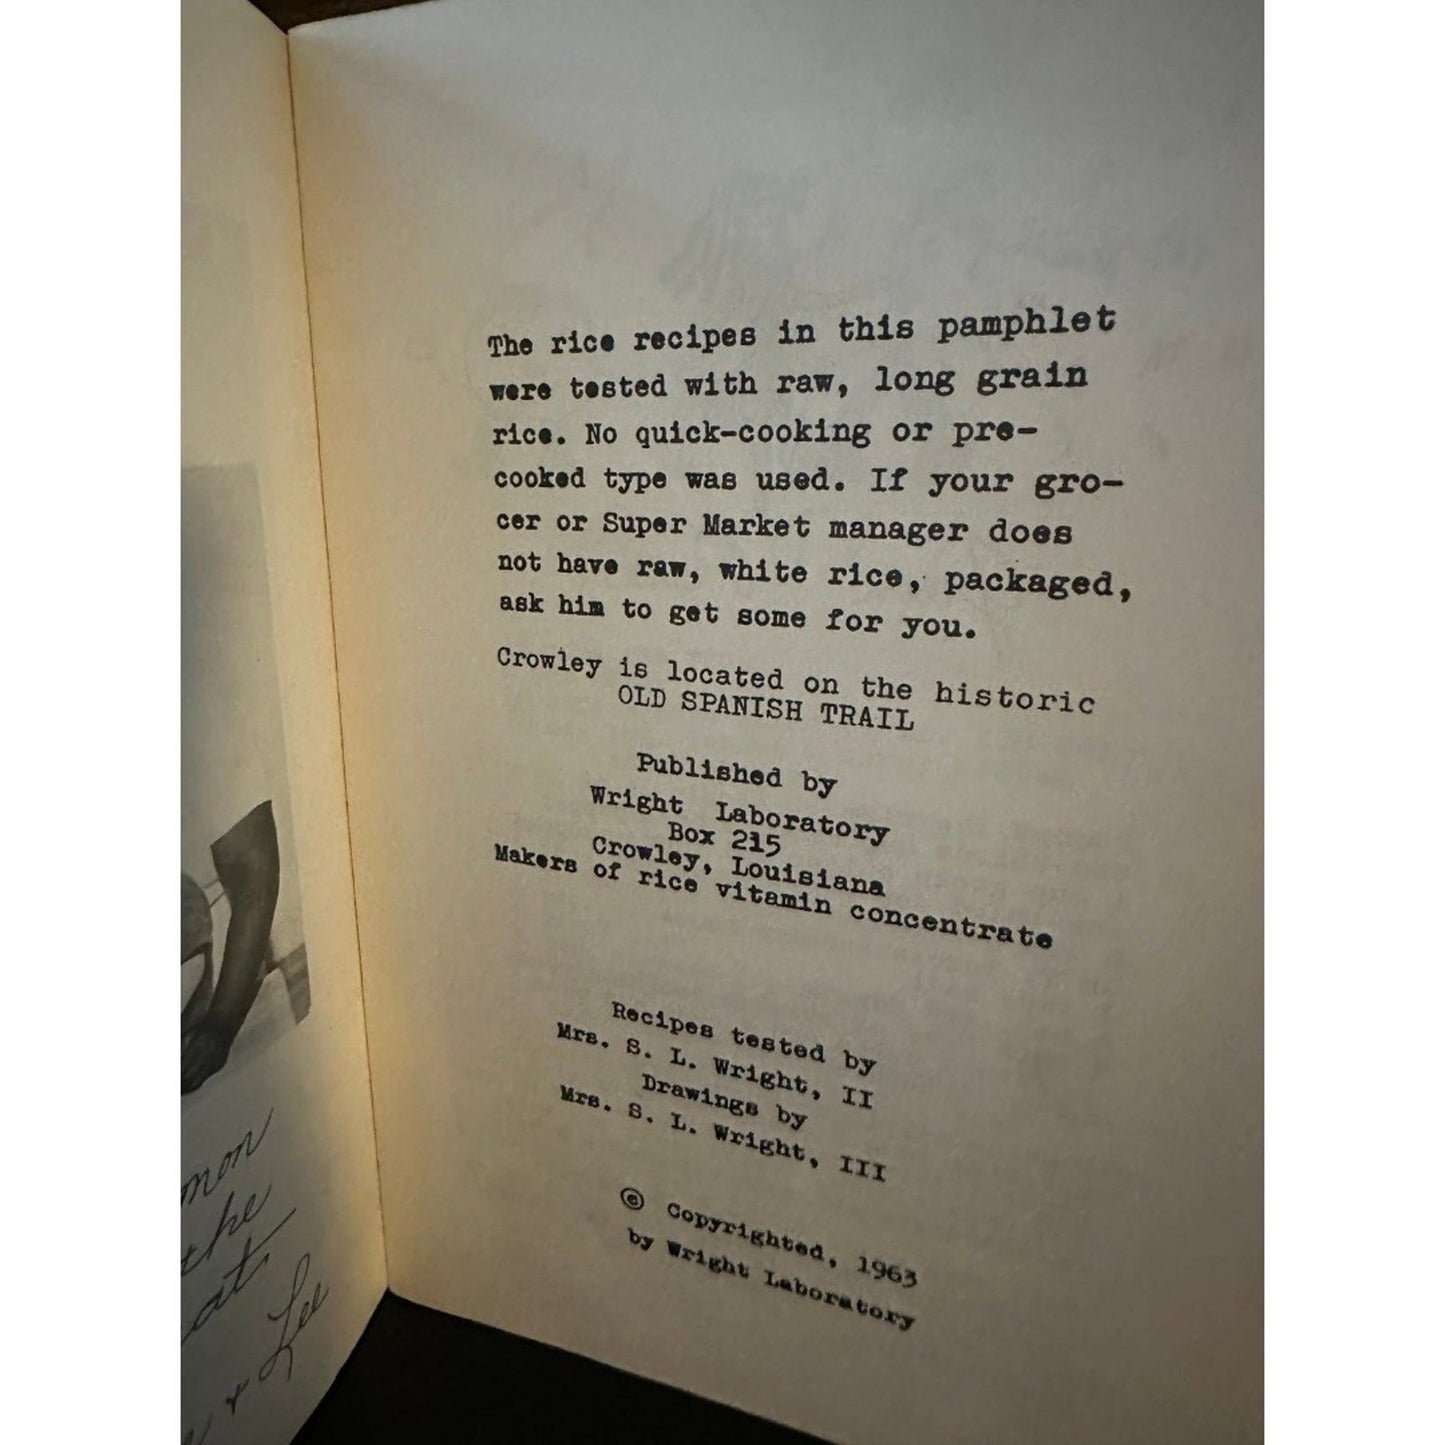 The rice recipes in this pamphlet
were tested with raw, long grain
rice. No quick-cooking or pre-
cooked type was used. If your gro-
cer or Super Market manager does
not have raw, white rice, packaged,
ask him to get some for you.
Crowley is located on the historic
OLD SPANISH TRAIL
Published by
Wright Laboratory
Box 215
Crowley, Louisiana
Makers of rice vitamin concentrate
Recipes tested by
Mrs. S. L. Wright, II
Drawings by
Mrs. S. L. Wright, III
© Copyrighted, 1963
by Wright Laboratory
the
at
& Lee